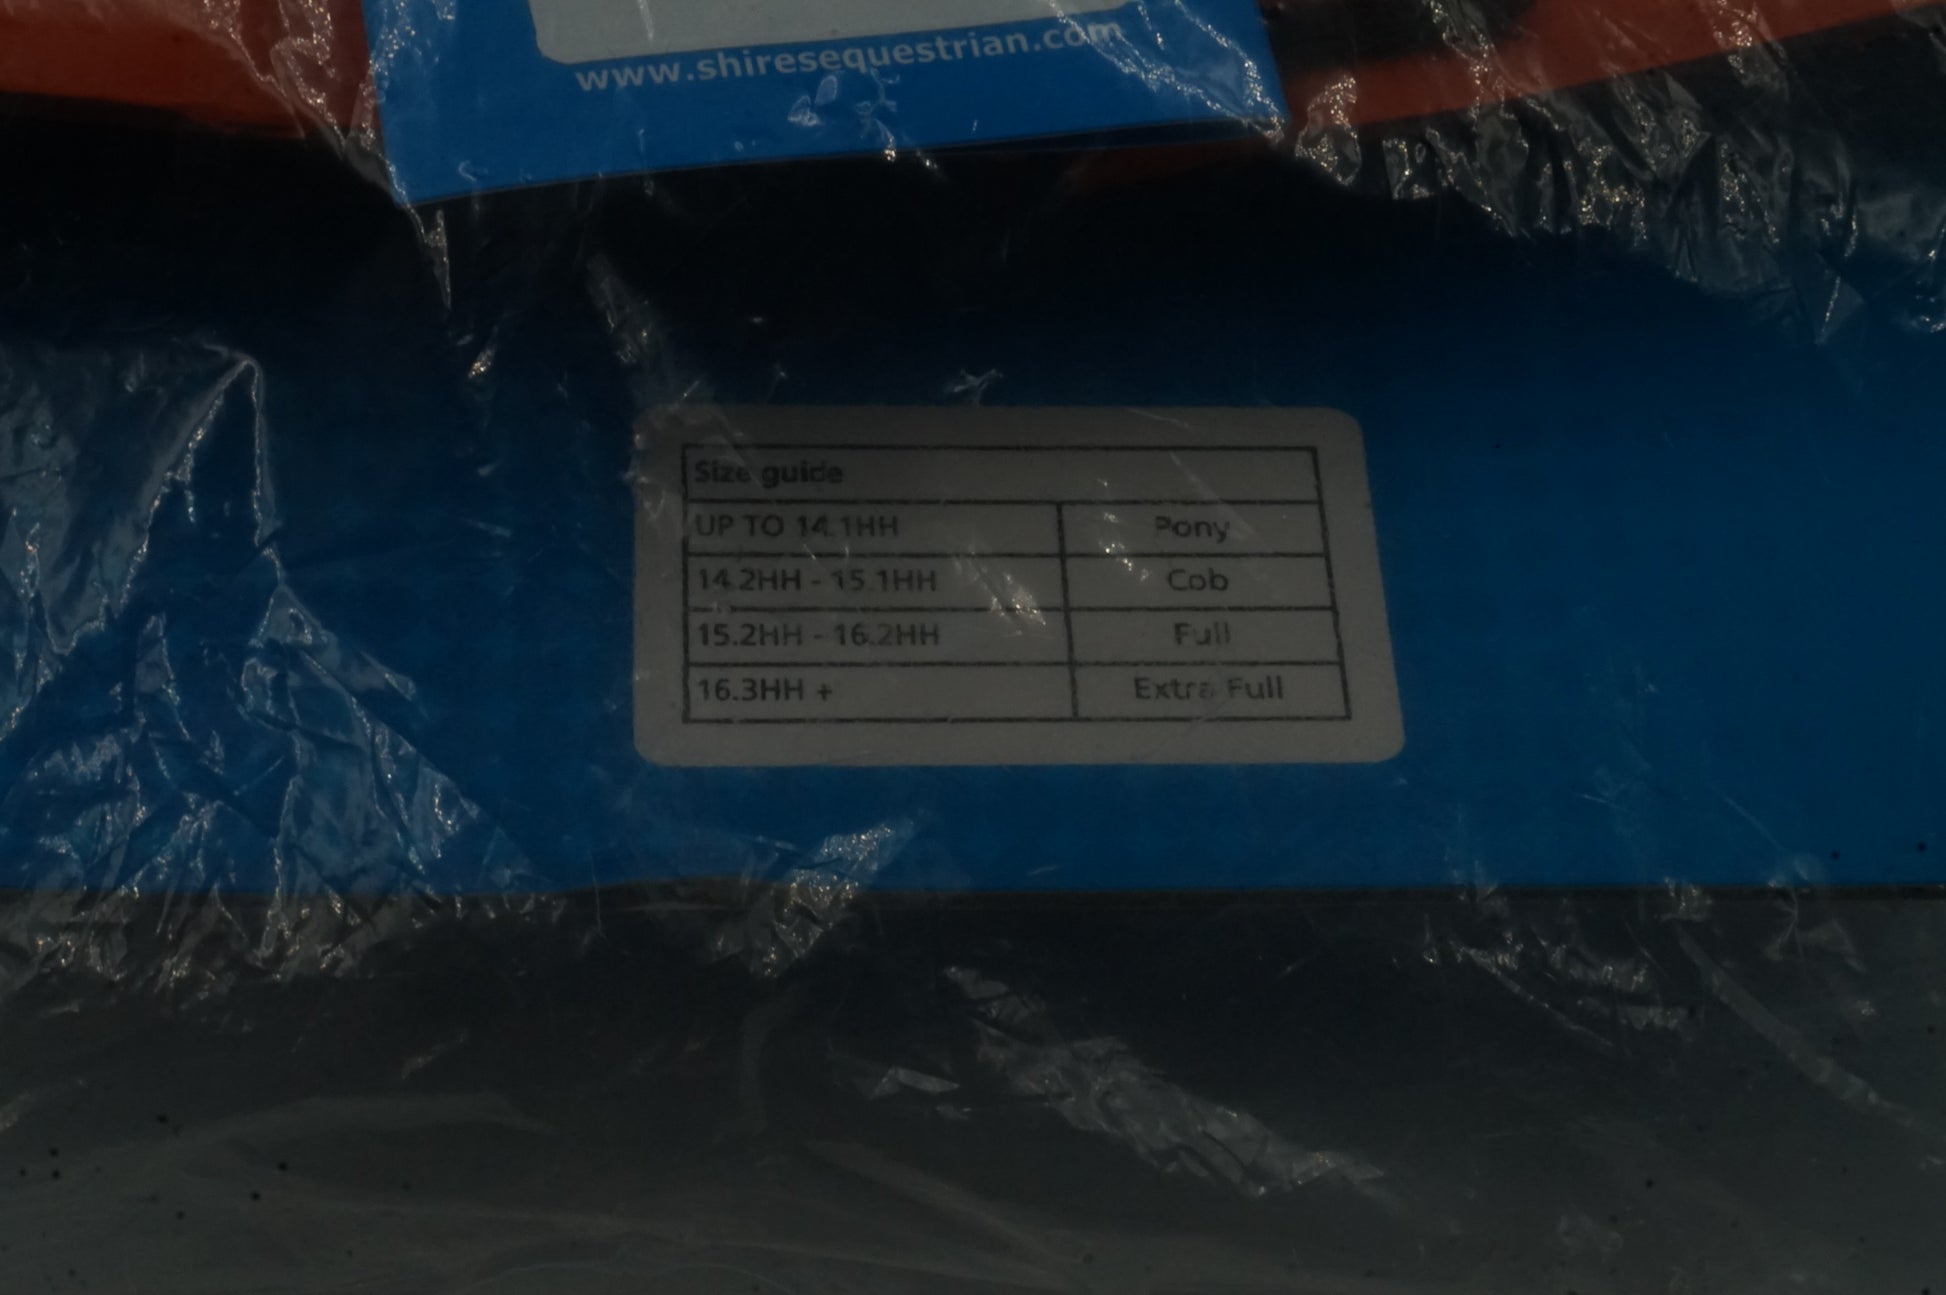 www.shiresequestrian.com
Size guide
UP TO 14.1HH Pony
14.2HH - 15.1HH Cob
15.2HH - 16.2HH Full
16.3HH + Extra Full